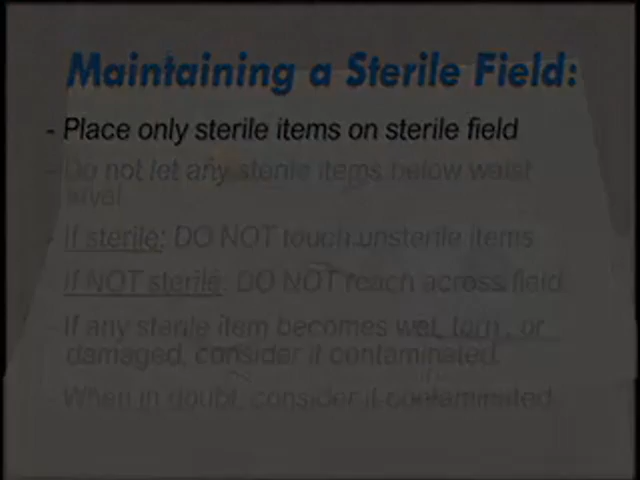 Maintaining a Sterile Field:
- Place only sterile items on sterile field
- Do not let any sterile items below waist
level
- If sterile: DO NOT touch unsterile items
- If NOT sterile: DO NOT reach across field
- If any sterile item becomes wet, torn, or
damaged, consider it contaminated.
- When in doubt, consider it contaminated.